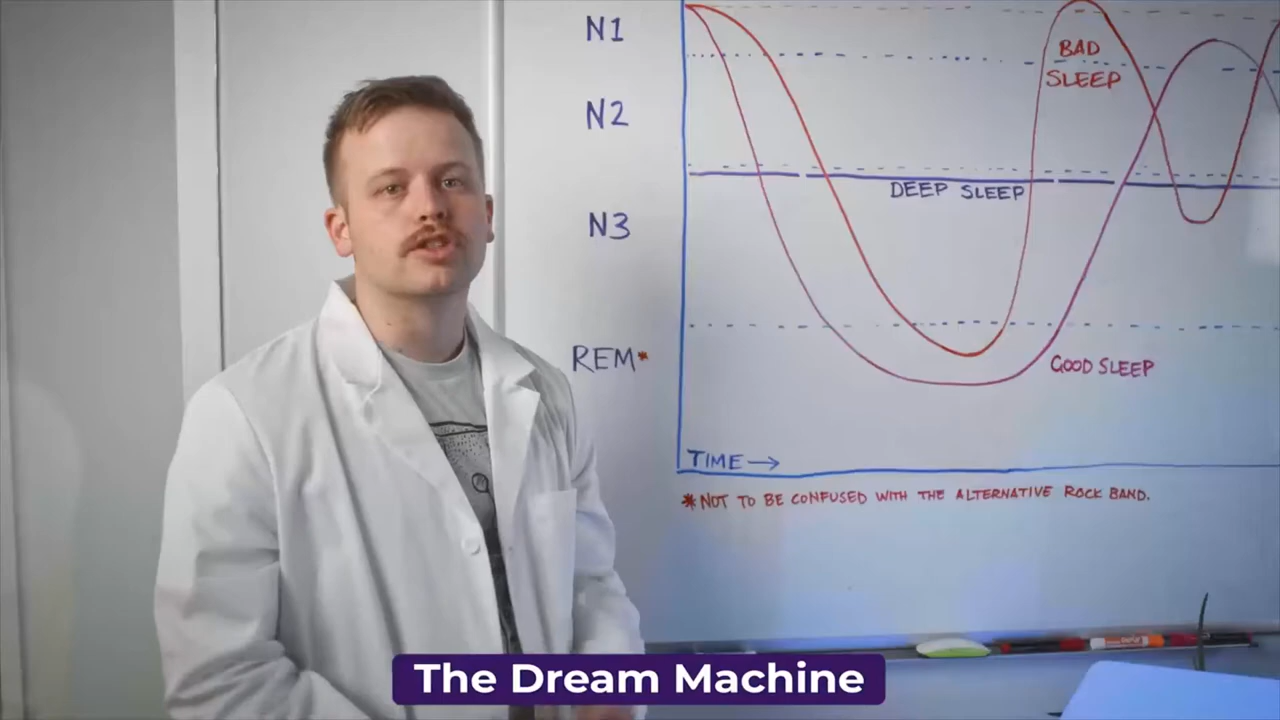 N1
BAD
SLEEP
N2
DEEP SLEEP
N3
REM*
GOOD SLEEP
TIME →
*NOT TO BE CONFUSED WITH THE ALTERNATIVE ROCK BAND.
The Dream Machine